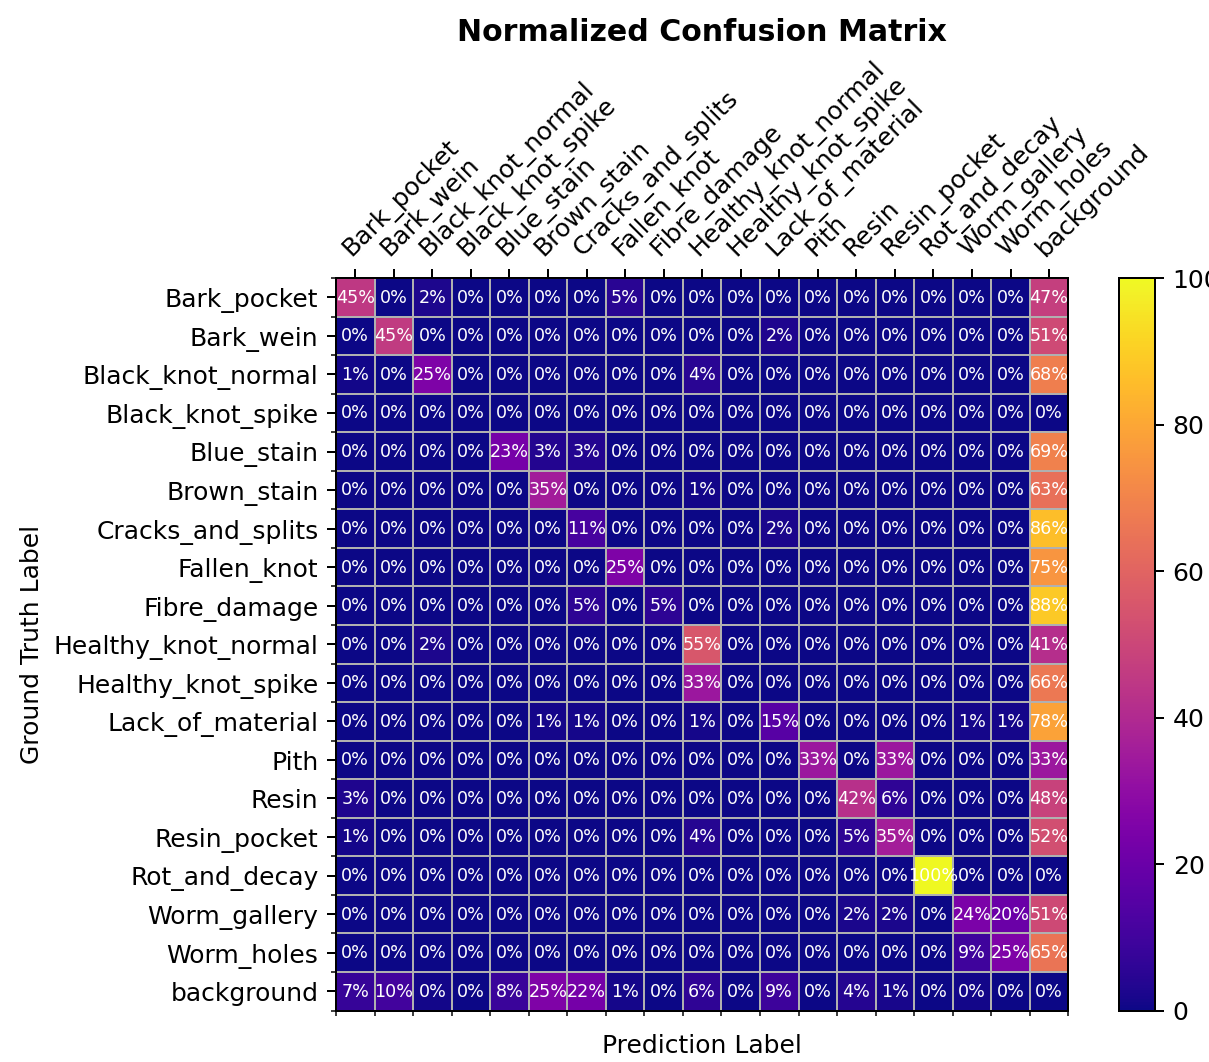 Normalized Confusion Matrix
Bark_pocket
Bark_wein
Black_knot_normal
Black_knot_spike
Blue_stain
Brown_stain
Cracks_and_splits
Fallen_knot
Fibre_damage
Healthy_knot_normal
Healthy_knot_spike
Lack_of_material
Pith
Resin
Resin_pocket
Rot_and_decay
Worm_gallery
Worm_holes
background
Bark_pocket 45% 0% 2% 0% 0% 0% 0% 5% 0% 0% 0% 0% 0% 0% 0% 0% 0% 0% 47%
Bark_wein 0% 45% 0% 0% 0% 0% 0% 0% 0% 0% 0% 2% 0% 0% 0% 0% 0% 0% 51%
Black_knot_normal 1% 0% 25% 0% 0% 0% 0% 0% 0% 4% 0% 0% 0% 0% 0% 0% 0% 0% 68%
Black_knot_spike 0% 0% 0% 0% 0% 0% 0% 0% 0% 0% 0% 0% 0% 0% 0% 0% 0% 0% 0%
Blue_stain 0% 0% 0% 0% 23% 3% 3% 0% 0% 0% 0% 0% 0% 0% 0% 0% 0% 0% 69%
Brown_stain 0% 0% 0% 0% 0% 35% 0% 0% 0% 1% 0% 0% 0% 0% 0% 0% 0% 0% 63%
Cracks_and_splits 0% 0% 0% 0% 0% 0% 11% 0% 0% 0% 0% 2% 0% 0% 0% 0% 0% 0% 86%
Fallen_knot 0% 0% 0% 0% 0% 0% 0% 25% 0% 0% 0% 0% 0% 0% 0% 0% 0% 0% 75%
Fibre_damage 0% 0% 0% 0% 0% 0% 5% 0% 5% 0% 0% 0% 0% 0% 0% 0% 0% 0% 88%
Healthy_knot_normal 0% 0% 2% 0% 0% 0% 0% 0% 0% 55% 0% 0% 0% 0% 0% 0% 0% 0% 41%
Healthy_knot_spike 0% 0% 0% 0% 0% 0% 0% 0% 0% 33% 0% 0% 0% 0% 0% 0% 0% 0% 66%
Lack_of_material 0% 0% 0% 0% 0% 1% 1% 0% 0% 1% 0% 15% 0% 0% 0% 0% 1% 1% 78%
Pith 0% 0% 0% 0% 0% 0% 0% 0% 0% 0% 0% 0% 33% 0% 33% 0% 0% 0% 33%
Resin 3% 0% 0% 0% 0% 0% 0% 0% 0% 0% 0% 0% 0% 42% 6% 0% 0% 0% 48%
Resin_pocket 1% 0% 0% 0% 0% 0% 0% 0% 0% 4% 0% 0% 0% 5% 35% 0% 0% 0% 52%
Rot_and_decay 0% 0% 0% 0% 0% 0% 0% 0% 0% 0% 0% 0% 0% 0% 0% 100% 0% 0% 0%
Worm_gallery 0% 0% 0% 0% 0% 0% 0% 0% 0% 0% 0% 0% 0% 2% 2% 0% 24% 20% 51%
Worm_holes 0% 0% 0% 0% 0% 0% 0% 0% 0% 0% 0% 0% 0% 0% 0% 0% 9% 25% 65%
background 7% 10% 0% 0% 8% 25% 22% 1% 0% 6% 0% 9% 0% 4% 1% 0% 0% 0% 0%
Ground Truth Label
Prediction Label
80
60
40
20
0